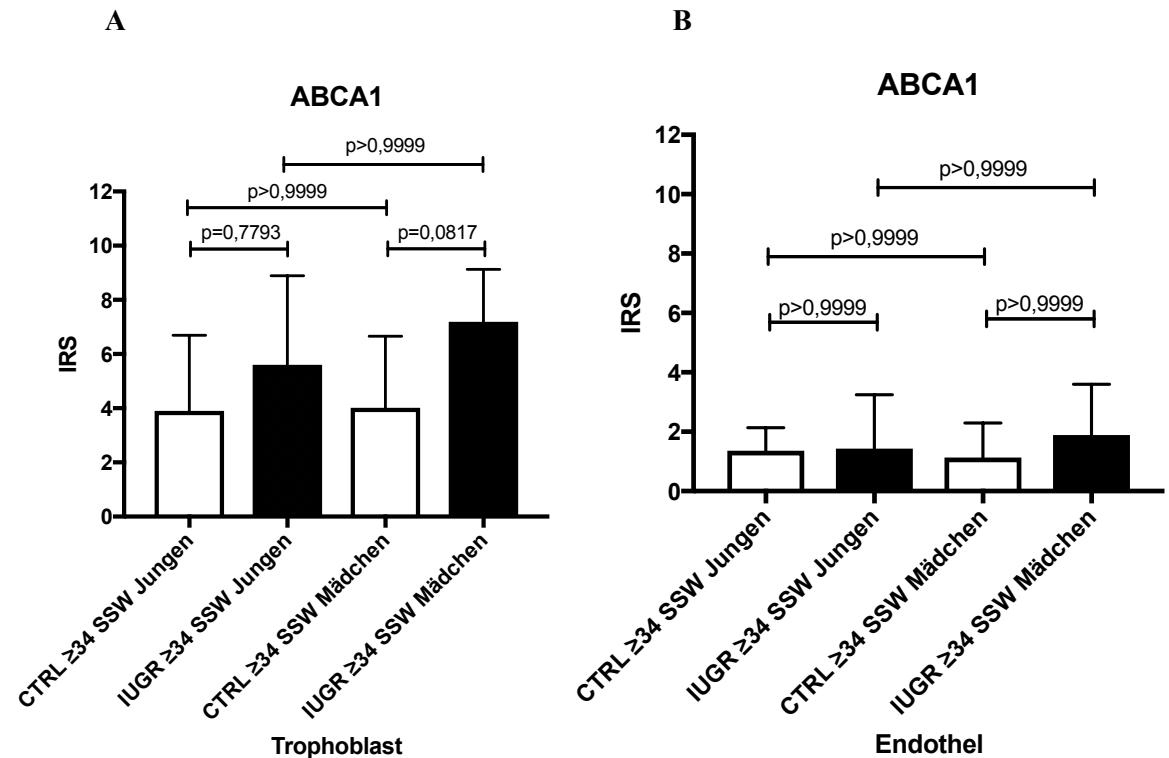 A
ABCA1
p>0,9999
p>0,9999
p=0,7793
p=0,0817
IRS
12
10
8
6
4
2
0
CTRL ≥34 SSW Jungen
IUGR ≥34 SSW Jungen
CTRL ≥34 SSW Mädchen
IUGR ≥34 SSW Mädchen
Trophoblast
B
ABCA1
p>0,9999
p>0,9999
p>0,9999
p>0,9999
IRS
12
10
8
6
4
2
0
CTRL ≥34 SSW Jungen
IUGR ≥34 SSW Jungen
CTRL ≥34 SSW Mädchen
IUGR ≥34 SSW Mädchen
Endothel